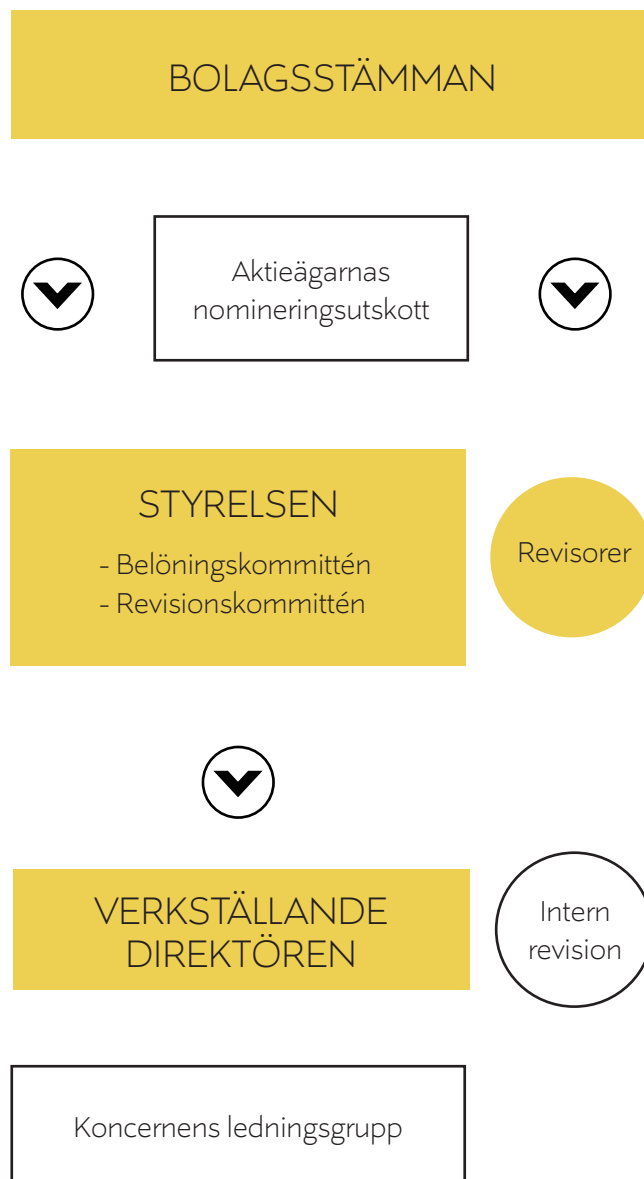 BOLAGSSTÄMMAN
Aktieägarnas
nomineringsutskott
STYRELSEN
- Belöningskommittén
- Revisionskommittén
Revisorer
VERKSTÄLLANDE
DIREKTÖREN
Intern
revision
Koncernens ledningsgrupp